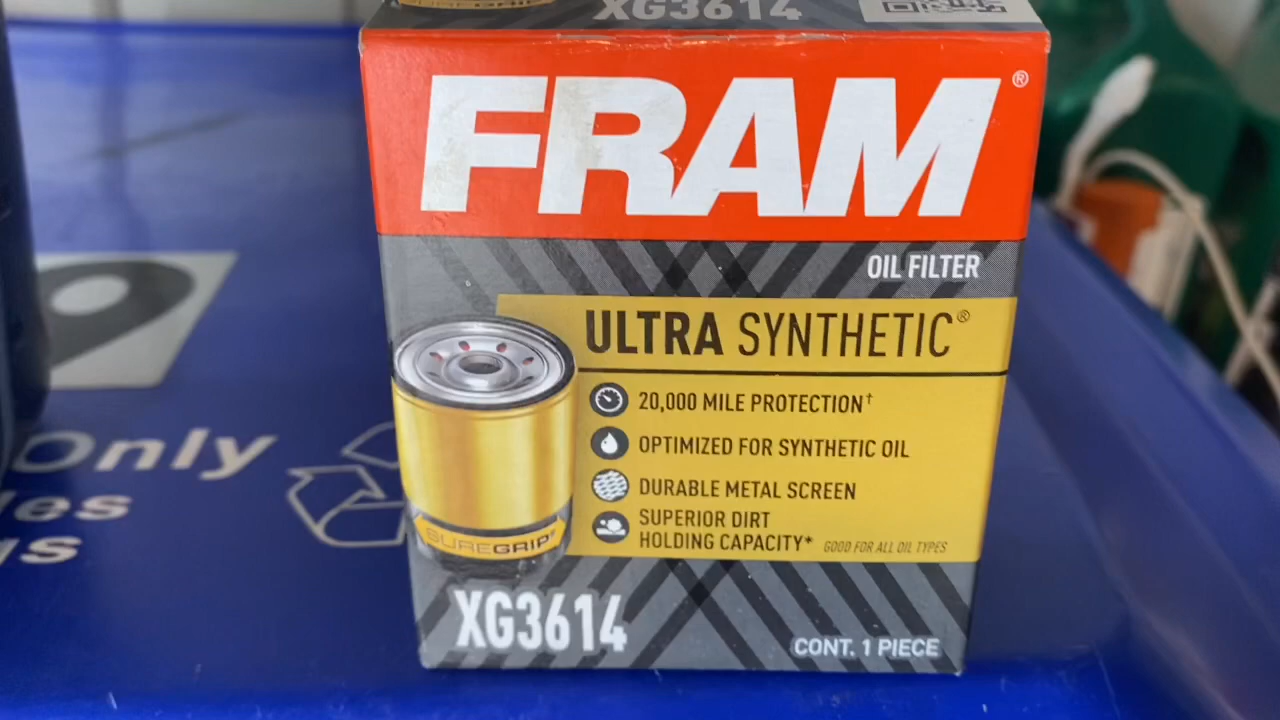 XG3614
FRAM®
OIL FILTER
ULTRA SYNTHETIC®
20,000 MILE PROTECTION†
OPTIMIZED FOR SYNTHETIC OIL
DURABLE METAL SCREEN
SUPERIOR DIRT
HOLDING CAPACITY*
GOOD FOR ALL OIL TYPES
SUREGRIP®
XG3614
CONT. 1 PIECE
Only